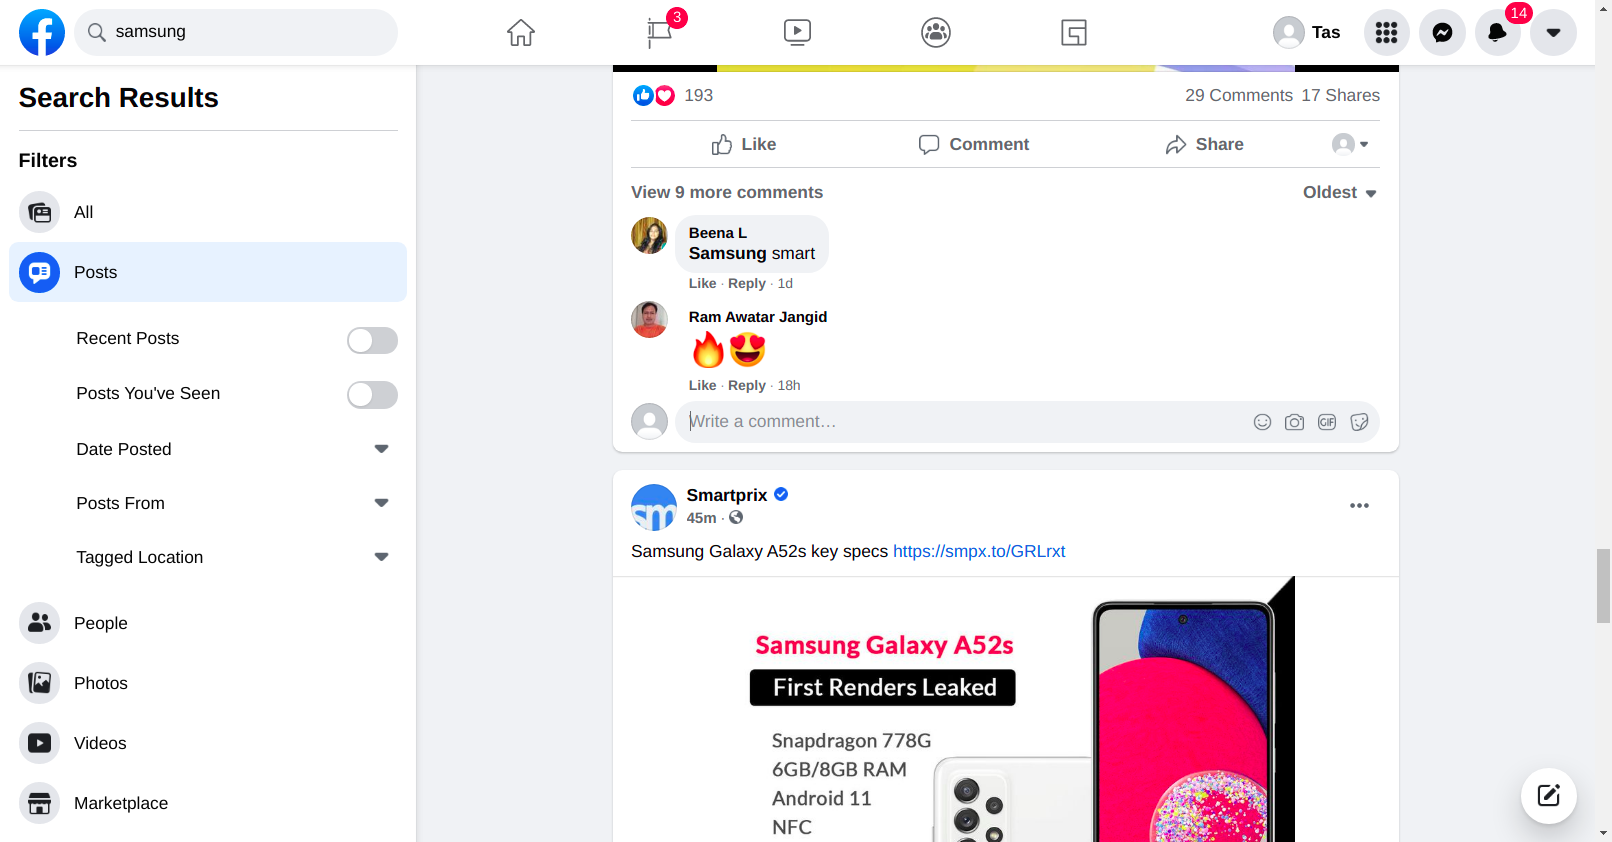 samsung
3
Tas
14
Search Results
Filters
All
Posts
Recent Posts
Posts You've Seen
Date Posted
Posts From
Tagged Location
People
Photos
Videos
Marketplace
193
29 Comments 17 Shares
Like Comment Share
View 9 more comments
Oldest
Beena L
Samsung smart
Like · Reply · 1d
Ram Awatar Jangid
Like · Reply · 18h
Write a comment…
GIF
sm
Smartprix
45m ·
Samsung Galaxy A52s key specs https://smpx.to/GRLrxt
Samsung Galaxy A52s
First Renders Leaked
Snapdragon 778G
6GB/8GB RAM
Android 11
NFC